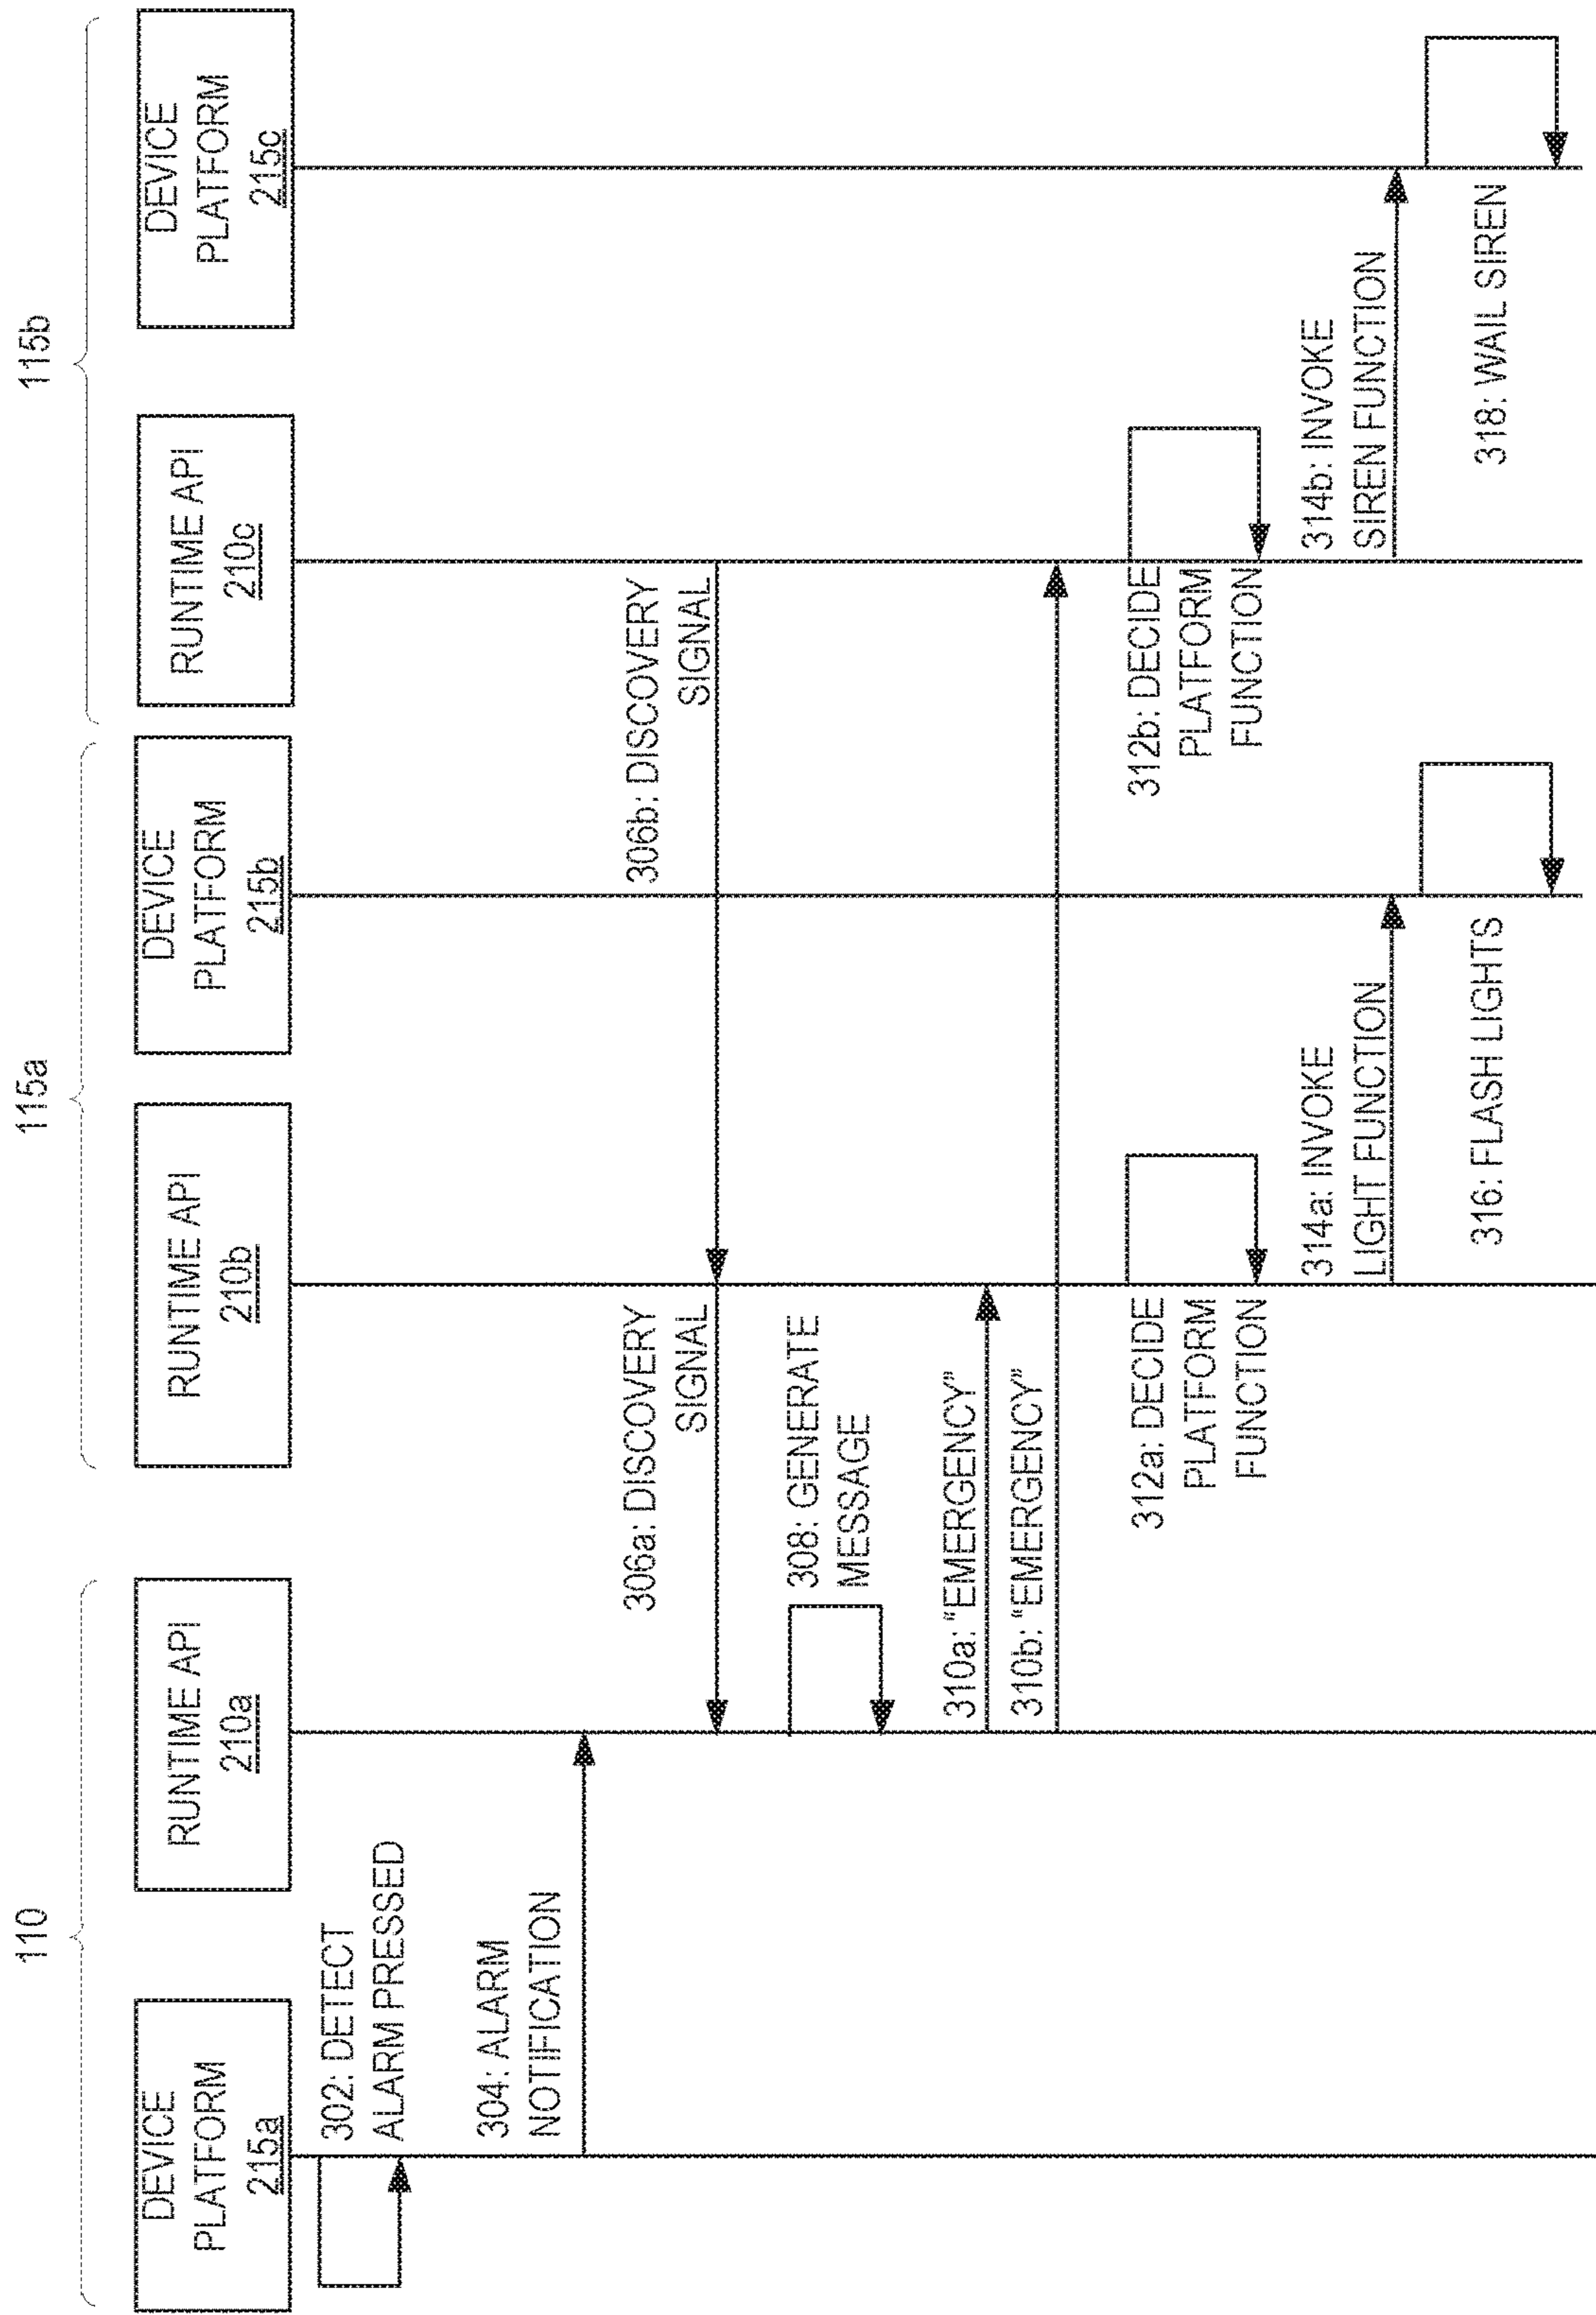 110
115a
115b
DEVICE
PLATFORM
215a
RUNTIME API
210a
RUNTIME API
210b
DEVICE
PLATFORM
215b
RUNTIME API
210c
DEVICE
PLATFORM
215c
302: DETECT
ALARM PRESSED
304: ALARM
NOTIFICATION
306a: DISCOVERY
SIGNAL
306b: DISCOVERY
SIGNAL
308: GENERATE
MESSAGE
310a: "EMERGENCY"
310b: "EMERGENCY"
312a: DECIDE
PLATFORM
FUNCTION
312b: DECIDE
PLATFORM
FUNCTION
314a: INVOKE
LIGHT FUNCTION
314b: INVOKE
SIREN FUNCTION
316: FLASH LIGHTS
318: WAIL SIREN